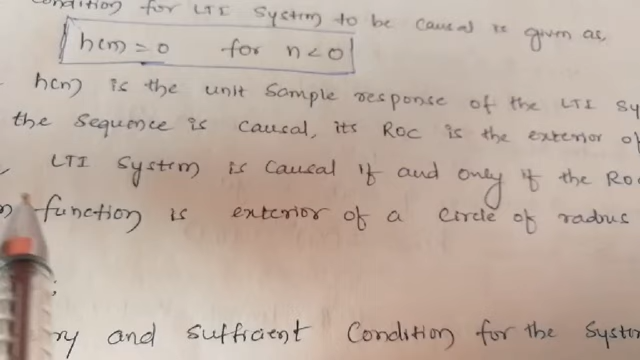 condition for LTI System to be causal is given as
h(n) = 0 for n < 0
h(n) is the unit Sample response of the LTI Sy
the sequence is causal, its ROC is the exterior of
LTI System is causal if and only if the RO
n function is exterior of a circle of radius
;
ry and sufficient Condition for the System